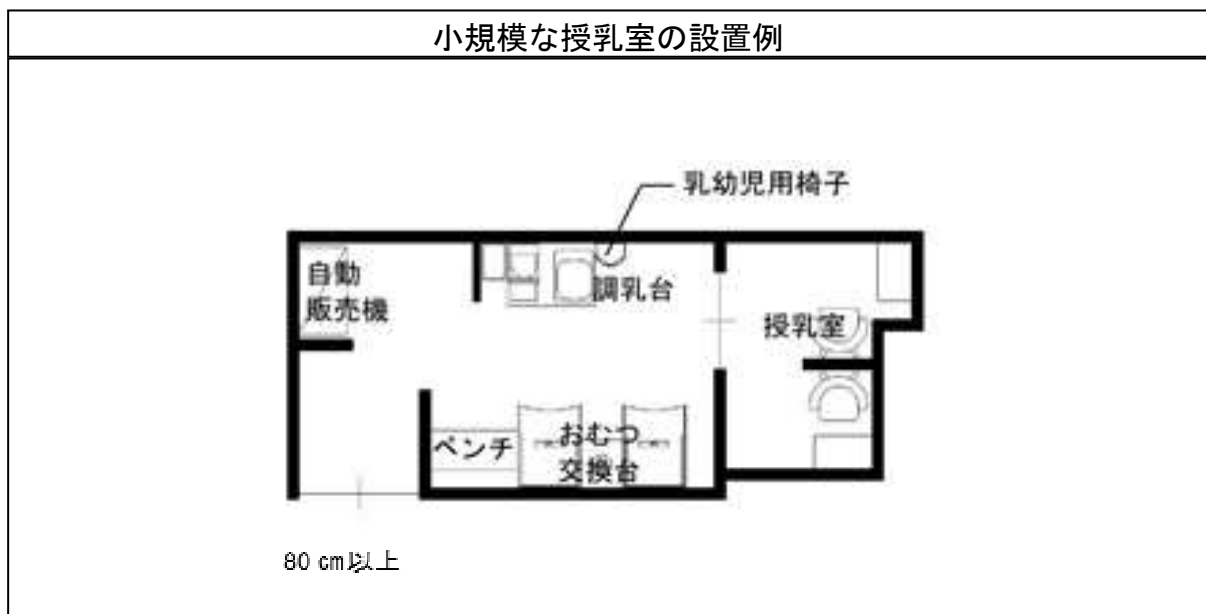 小規模な授乳室の設置例
乳幼児用椅子
自動
販売機
調乳台
授乳室
ベンチ
おむつ
交換台
80 cm以上